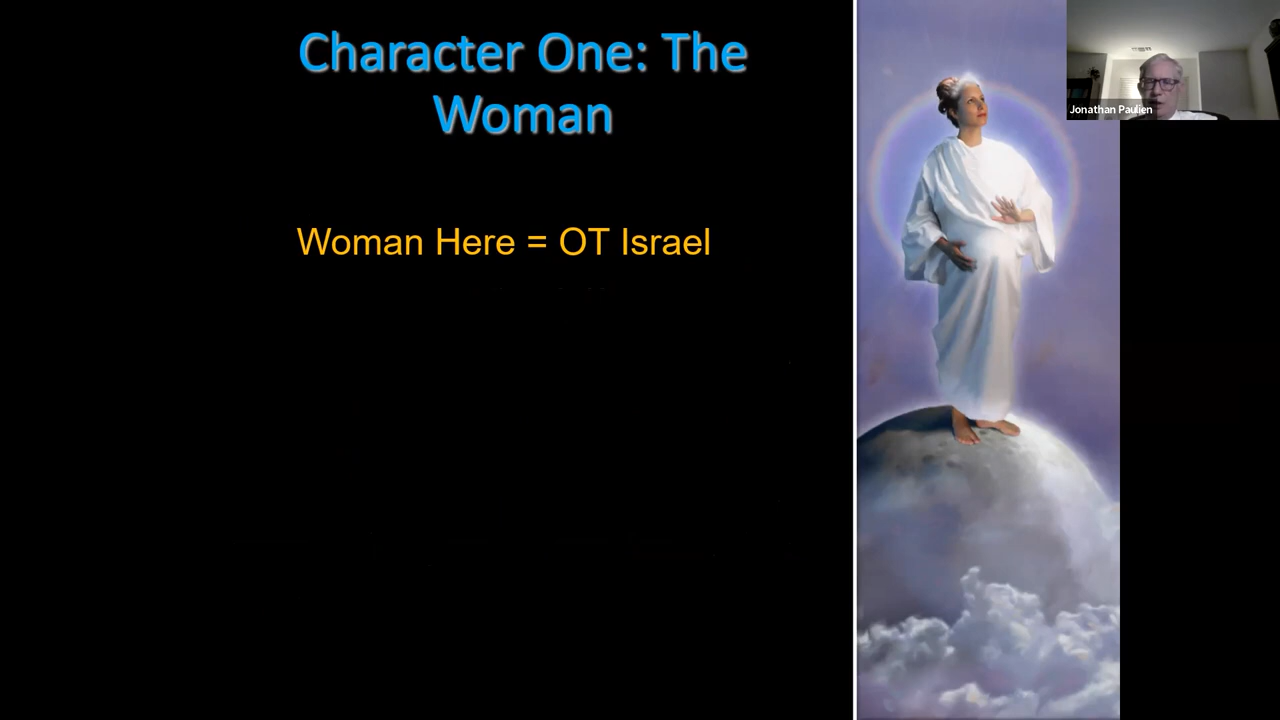 Character One: The
Woman
Woman Here = OT Israel
Jonathan Paulien